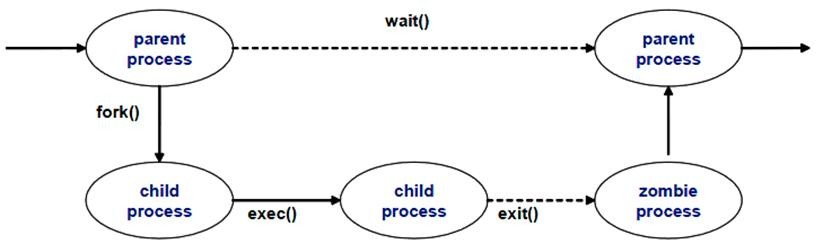 wait()
parent
process
parent
process
fork()
child
process
exec()
child
process
exit()
zombie
process